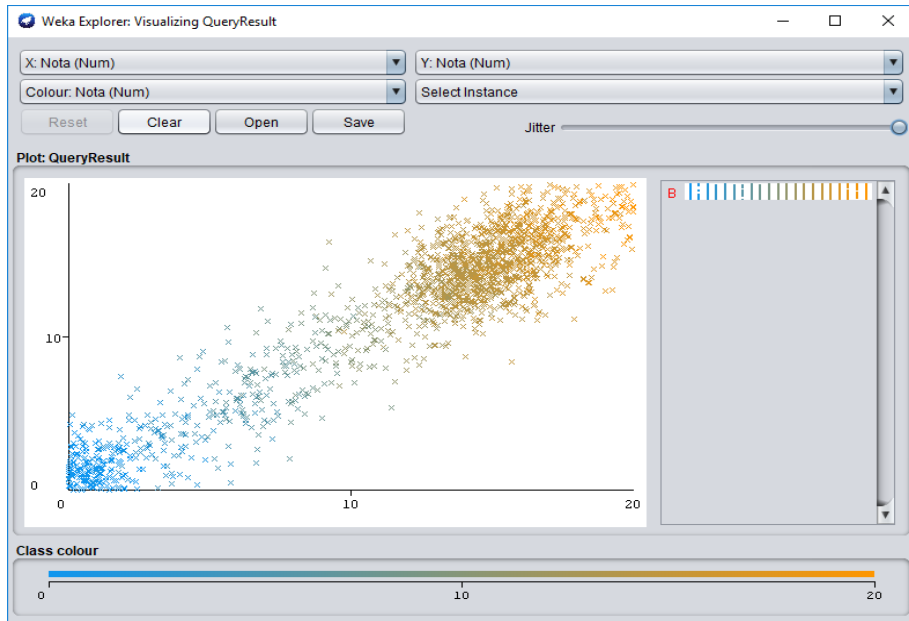 Weka Explorer: Visualizing QueryResult
X: Nota (Num)
Y: Nota (Num)
Colour: Nota (Num)
Select Instance
Reset
Clear
Open
Save
Jitter
Plot: QueryResult
20
10
0
0
10
20
B
Class colour
0
10
20